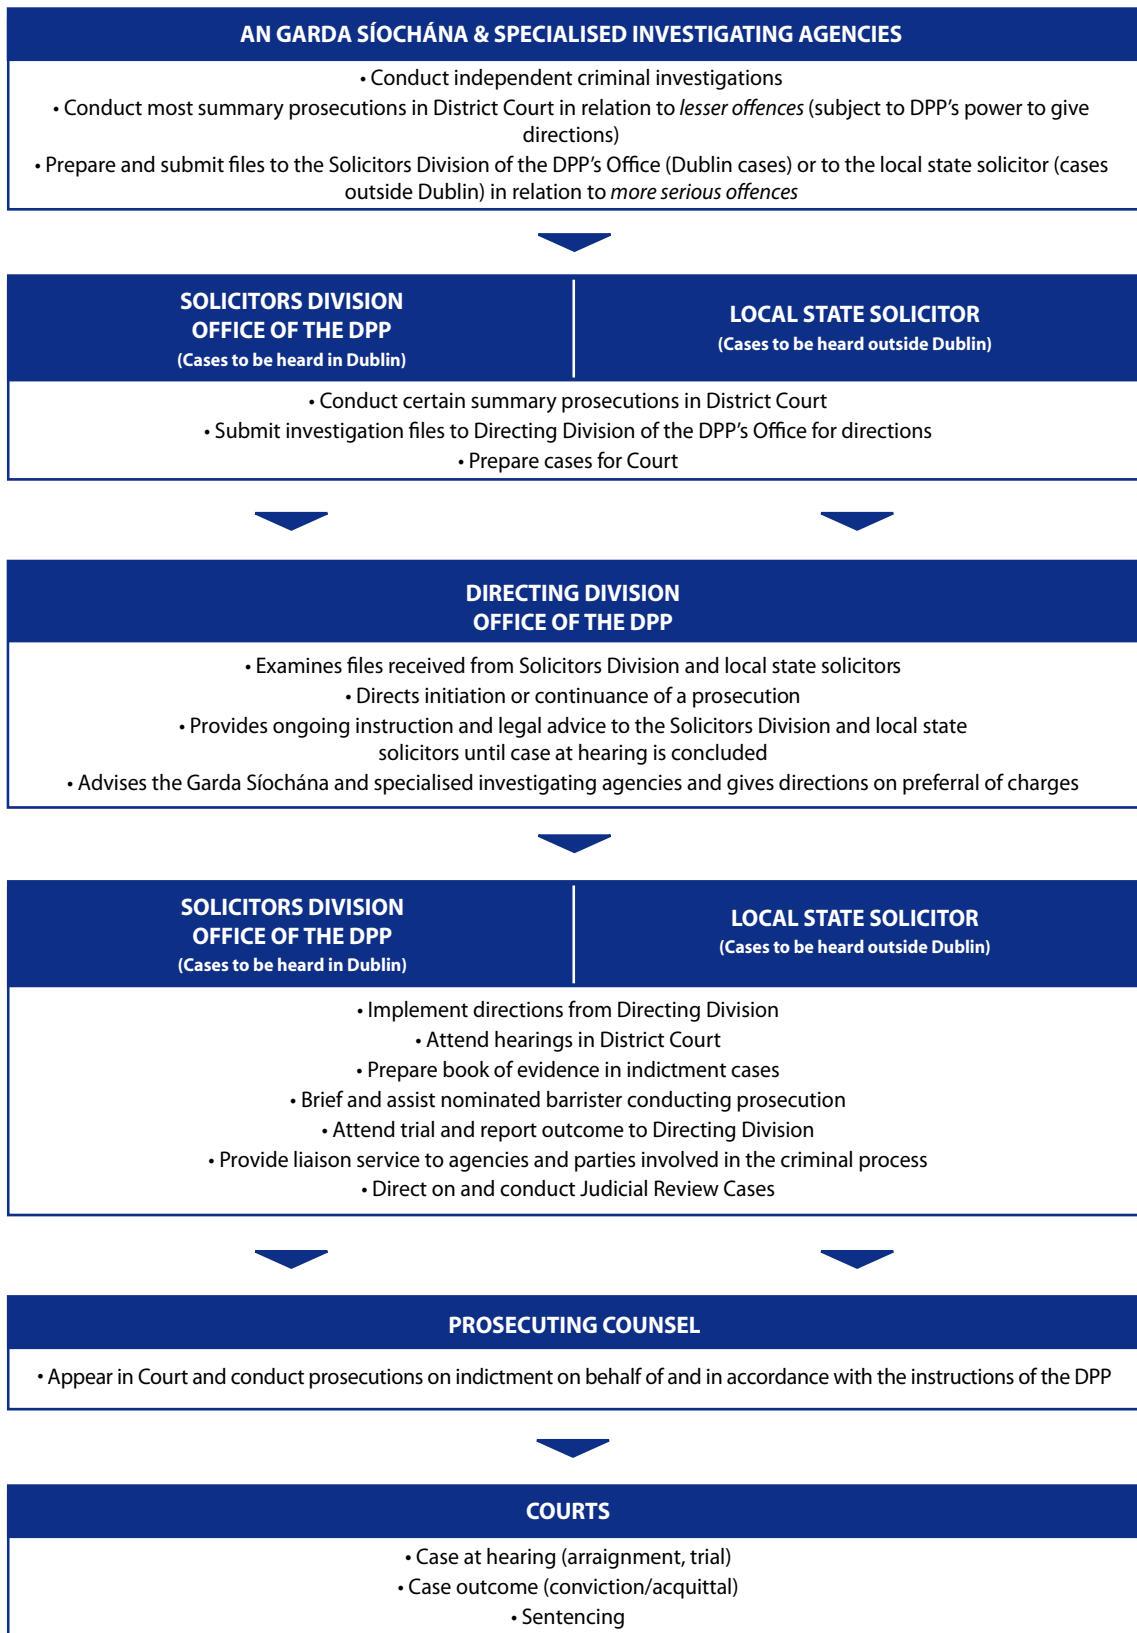 AN GARDA SÍOCHÁNA & SPECIALISED INVESTIGATING AGENCIES
• Conduct independent criminal investigations
• Conduct most summary prosecutions in District Court in relation to lesser offences (subject to DPP's power to give
directions)
• Prepare and submit files to the Solicitors Division of the DPP's Office (Dublin cases) or to the local state solicitor (cases
outside Dublin) in relation to more serious offences
SOLICITORS DIVISION
OFFICE OF THE DPP
(Cases to be heard in Dublin)
LOCAL STATE SOLICITOR
(Cases to be heard outside Dublin)
• Conduct certain summary prosecutions in District Court
• Submit investigation files to Directing Division of the DPP's Office for directions
• Prepare cases for Court
DIRECTING DIVISION
OFFICE OF THE DPP
• Examines files received from Solicitors Division and local state solicitors
• Directs initiation or continuance of a prosecution
• Provides ongoing instruction and legal advice to the Solicitors Division and local state
solicitors until case at hearing is concluded
• Advises the Garda Síochána and specialised investigating agencies and gives directions on preferral of charges
SOLICITORS DIVISION
OFFICE OF THE DPP
(Cases to be heard in Dublin)
LOCAL STATE SOLICITOR
(Cases to be heard outside Dublin)
• Implement directions from Directing Division
• Attend hearings in District Court
• Prepare book of evidence in indictment cases
• Brief and assist nominated barrister conducting prosecution
• Attend trial and report outcome to Directing Division
• Provide liaison service to agencies and parties involved in the criminal process
• Direct on and conduct Judicial Review Cases
PROSECUTING COUNSEL
• Appear in Court and conduct prosecutions on indictment on behalf of and in accordance with the instructions of the DPP
COURTS
• Case at hearing (arraignment, trial)
• Case outcome (conviction/acquittal)
• Sentencing